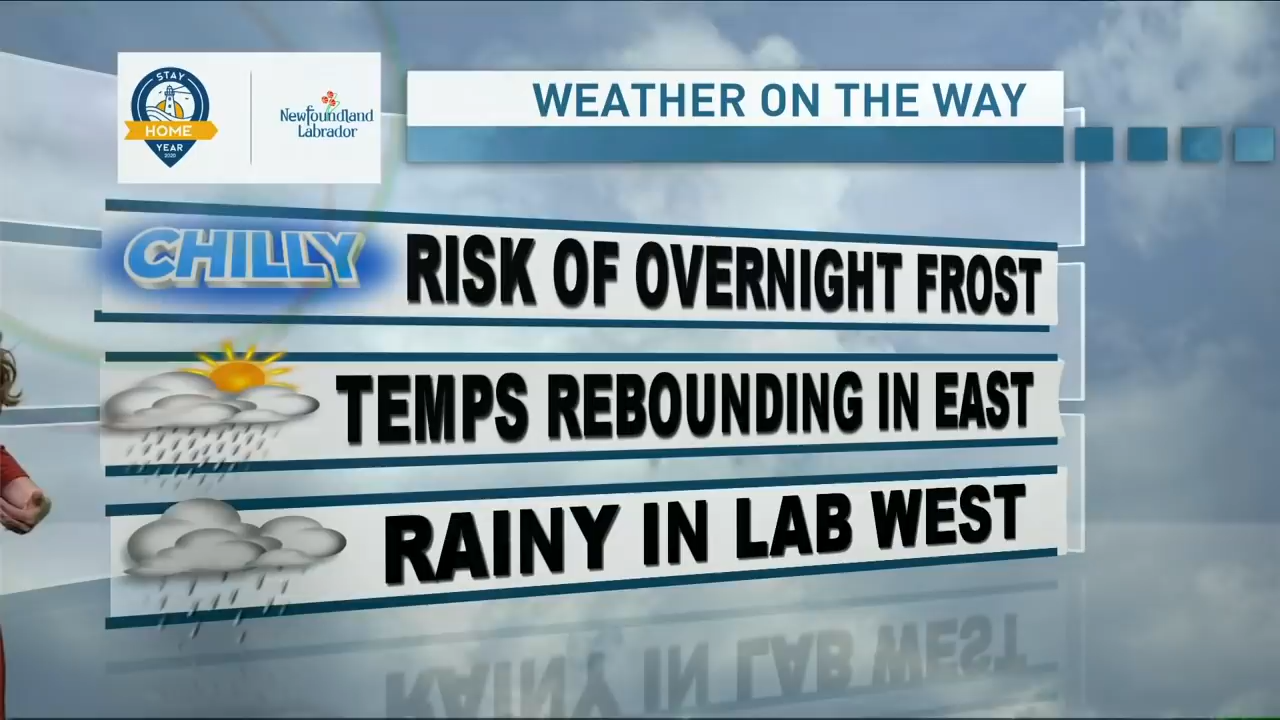 STAY
HOME
YEAR
2020
Newfoundland
Labrador
WEATHER ON THE WAY
CHILLY
RISK OF OVERNIGHT FROST
TEMPS REBOUNDING IN EAST
RAINY IN LAB WEST